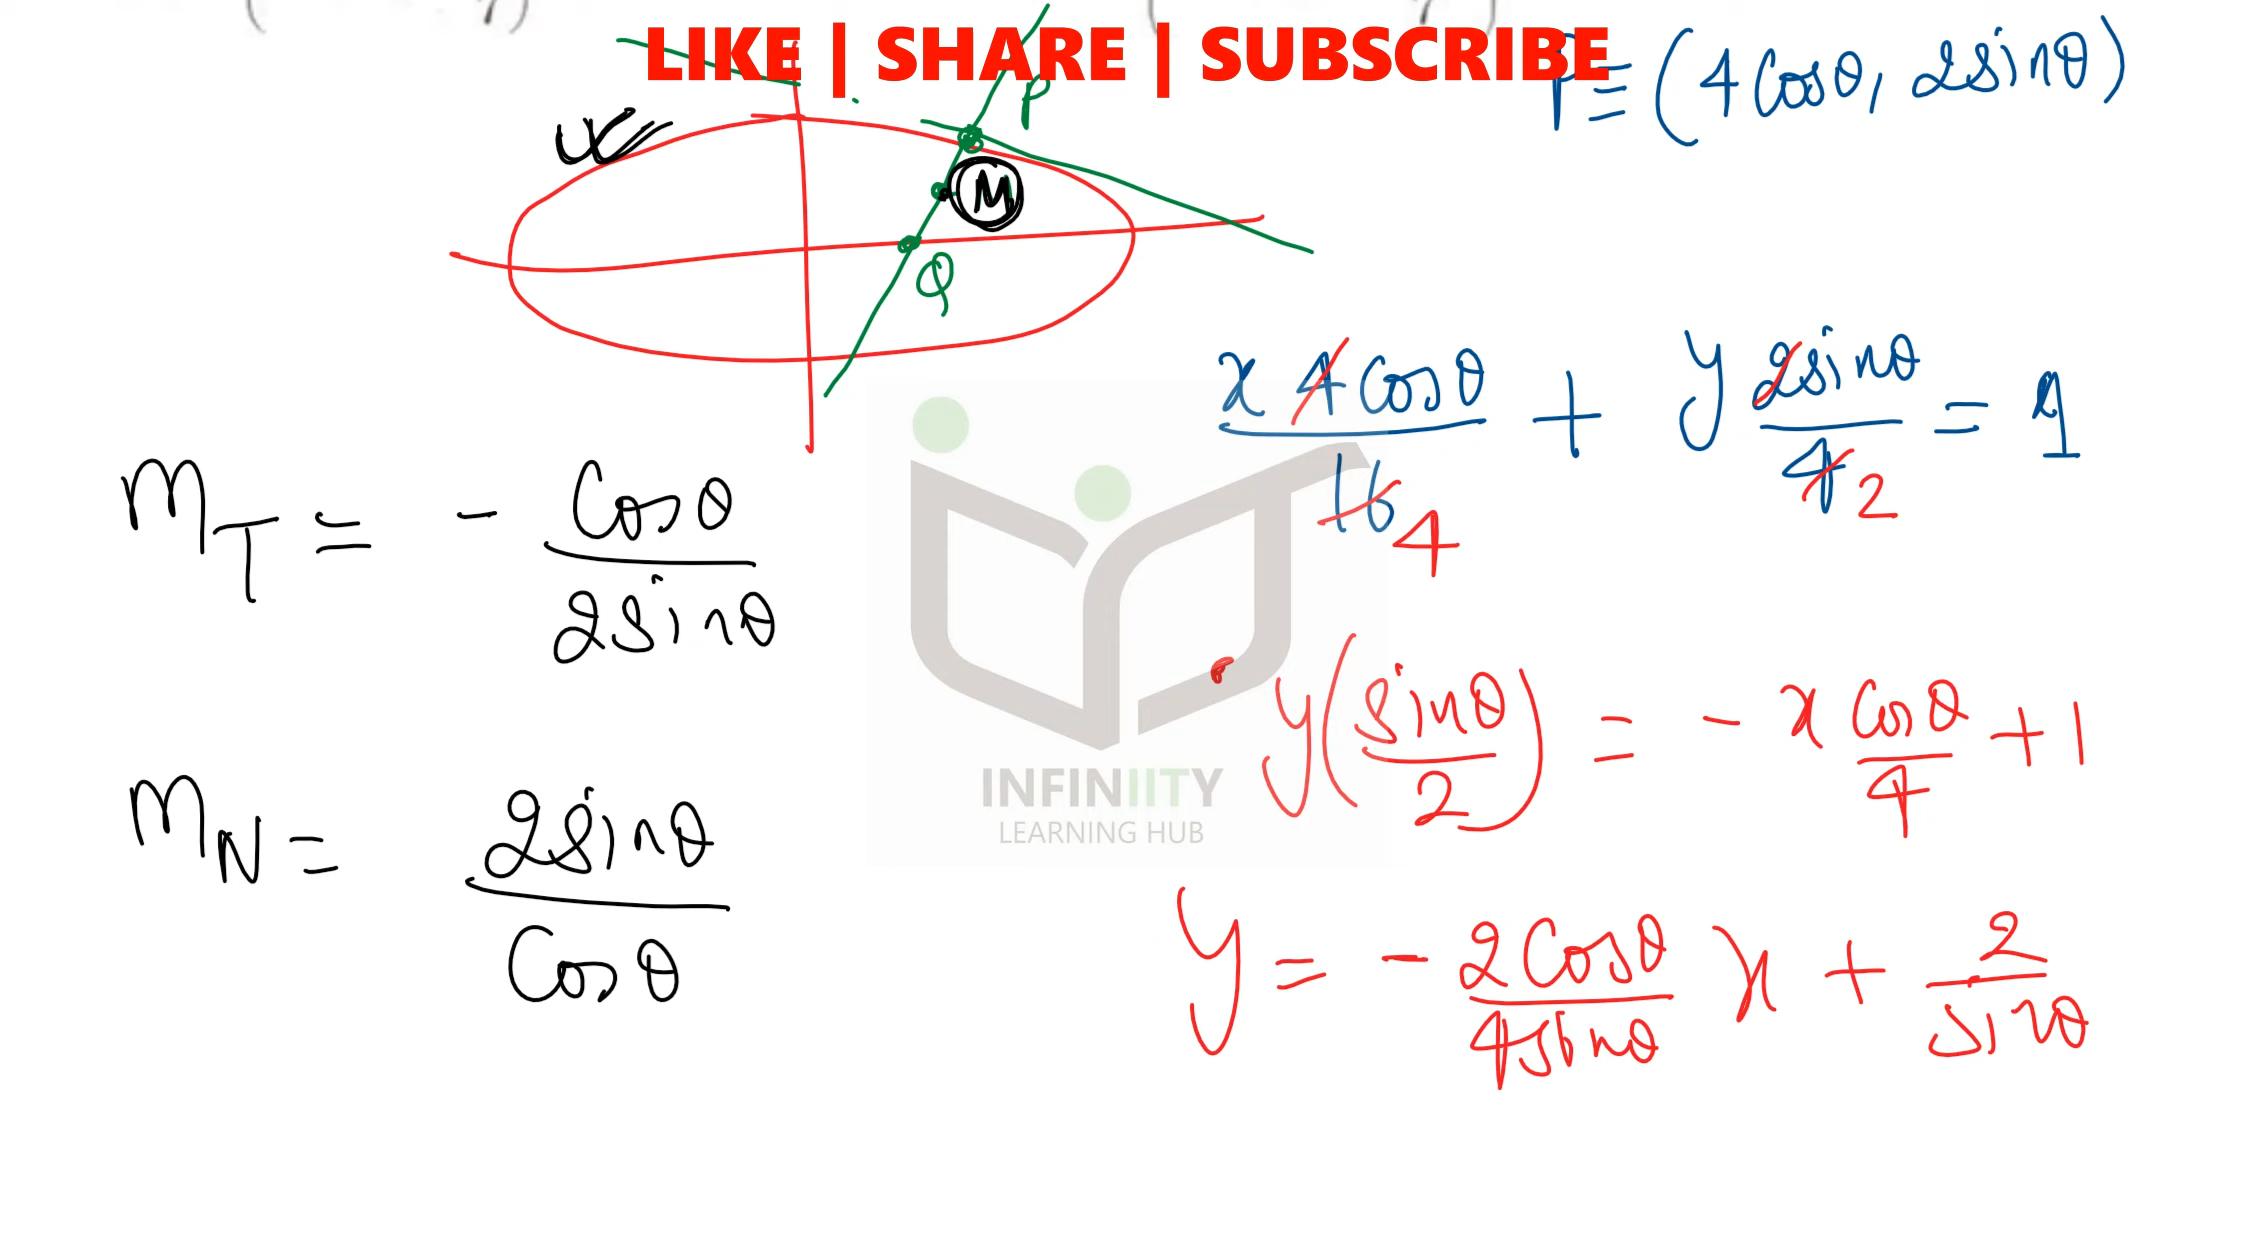 LIKE | SHARE | SUBSCRIBE
P ≡ (4Cosθ, 2sinθ)
P
M
Q
x 4Cosθ/16 4 + y 2sinθ/4 2 = 1
m_T = - Cosθ/2sinθ
y(sinθ/2) = - x Cosθ/4 + 1
INFINIITY
LEARNING HUB
m_N = 2sinθ/Cosθ
y = - 2Cosθ/4sinθ x + 2/sinθ